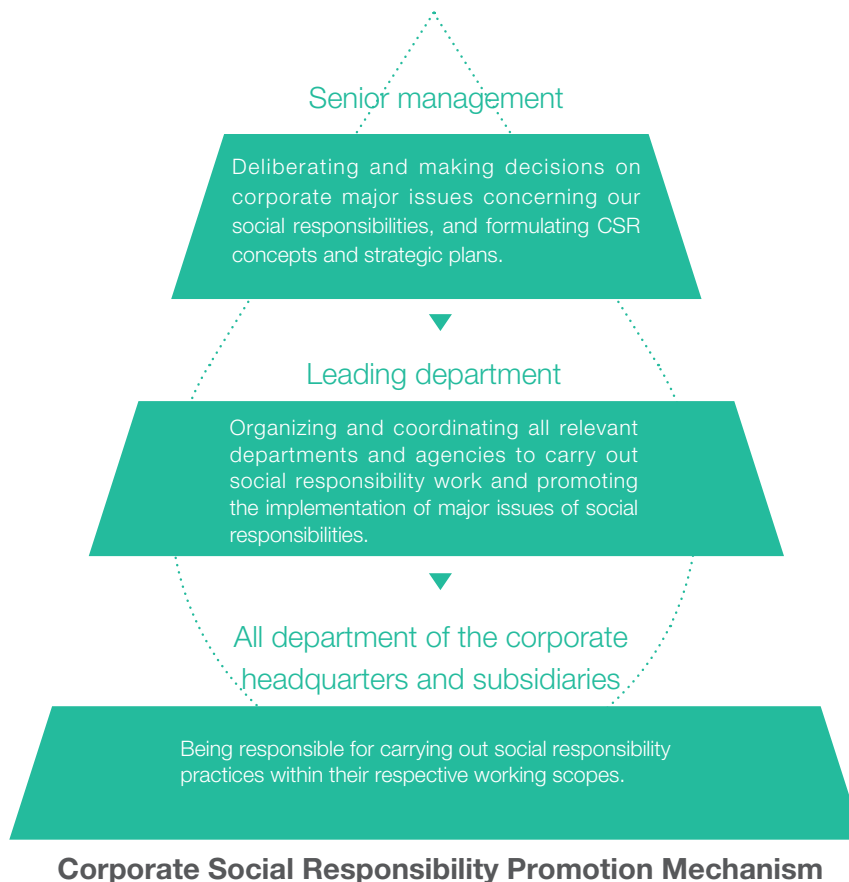 Senior management
Deliberating and making decisions on
corporate major issues concerning our
social responsibilities, and formulating CSR
concepts and strategic plans.
Leading department
Organizing and coordinating all relevant
departments and agencies to carry out
social responsibility work and promoting
the implementation of major issues of social
responsibilities.
All department of the corporate
headquarters and subsidiaries
Being responsible for carrying out social responsibility
practices within their respective working scopes.
Corporate Social Responsibility Promotion Mechanism